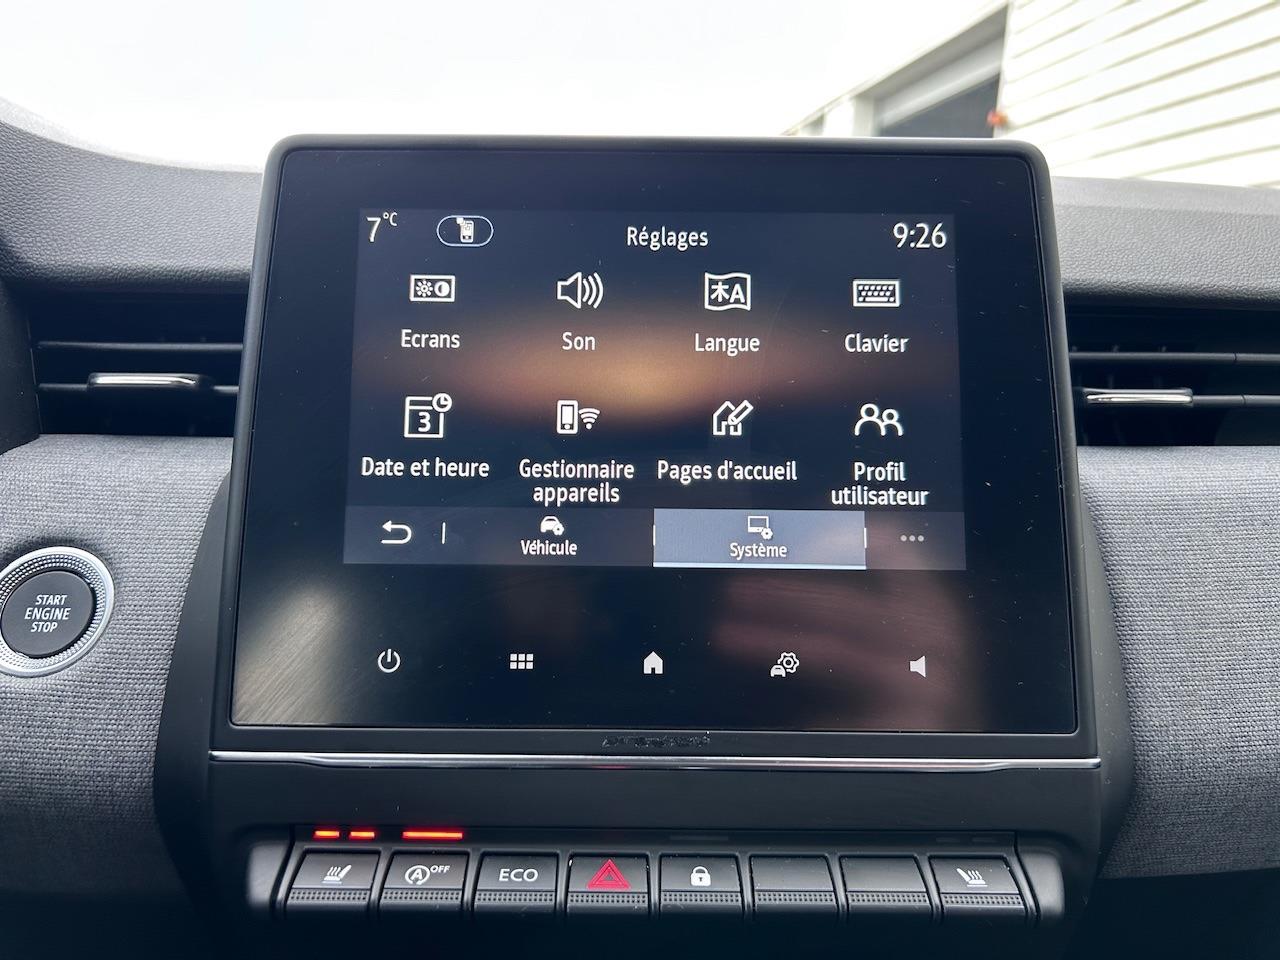 7°C
Réglages
9:26
Ecrans
Son
Langue
Clavier
3
Date et heure
Gestionnaire
appareils
Pages d'accueil
Profil
utilisateur
Véhicule
Système
START
ENGINE
STOP
A OFF
ECO